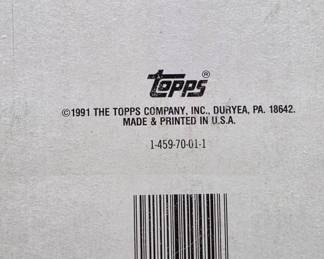 Topps®
©1991 THE TOPPS COMPANY, INC., DURYEA, PA. 18642.
MADE & PRINTED IN U.S.A.
1-459-70-01-1